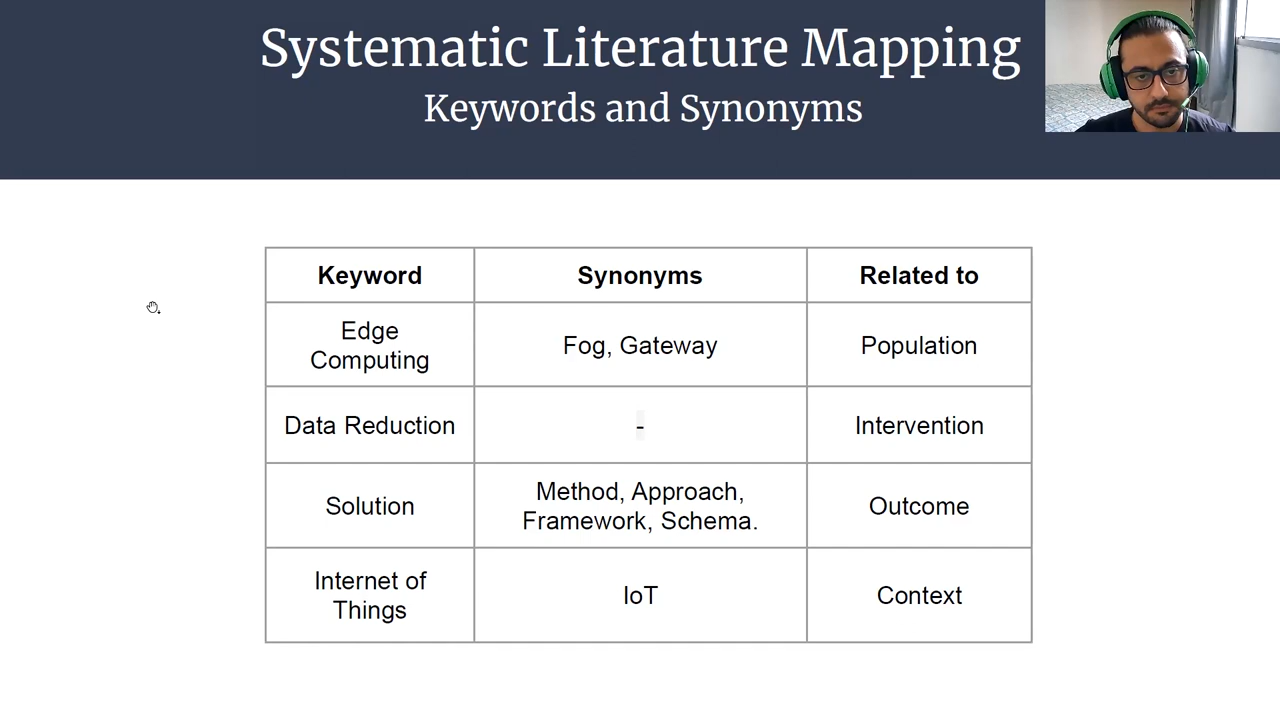 Systematic Literature Mapping
Keywords and Synonyms
Keyword Synonyms Related to
Edge
Computing
Fog, Gateway
Population
Data Reduction - Intervention
Solution
Method, Approach,
Framework, Schema.
Outcome
Internet of
Things
IoT
Context